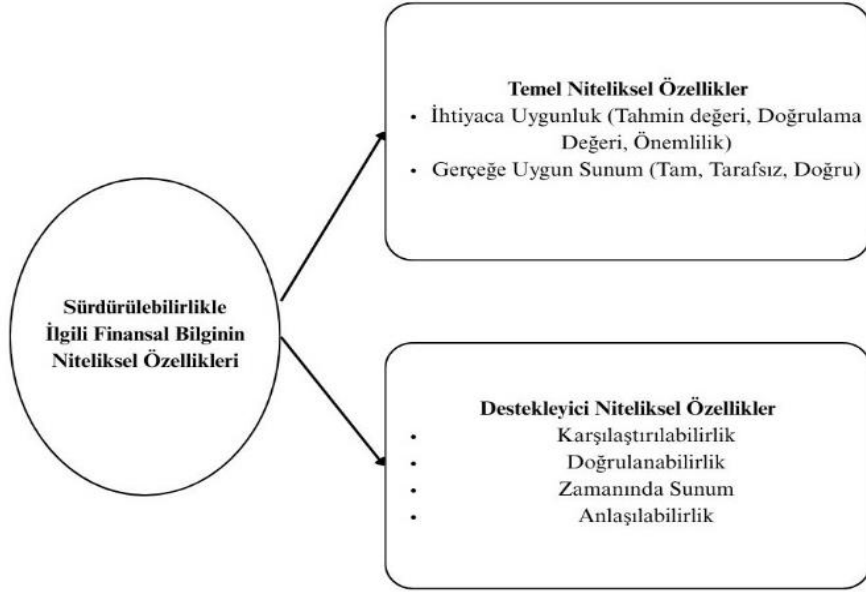 Sürdürülebilirlikle
İlgili Finansal Bilginin
Niteliksel Özellikleri
Temel Niteliksel Özellikler
• İhtiyaca Uygunluk (Tahmin değeri, Doğrulama
Değeri, Önemlilik)
• Gerçeğe Uygun Sunum (Tam, Tarafsız, Doğru)
Destekleyici Niteliksel Özellikler
• Karşılaştırılabilirlik
• Doğrulanabilirlik
• Zamanında Sunum
• Anlaşılabilirlik